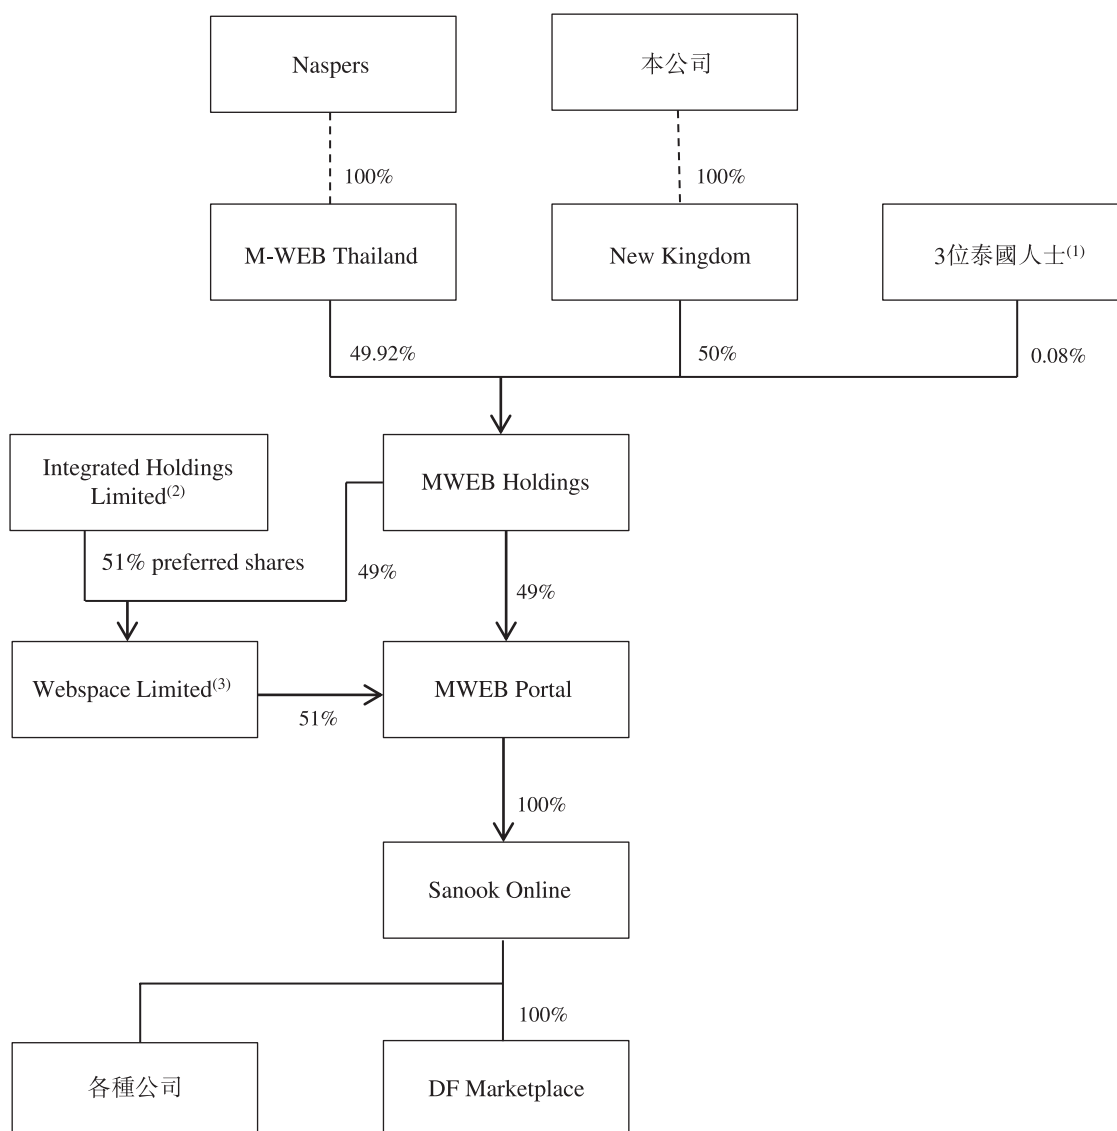 Naspers
本公司
100%
100%
M-WEB Thailand
New Kingdom
3位泰國人士(1)
49.92%
50%
0.08%
Integrated Holdings
Limited(2)
MWEB Holdings
51% preferred shares
49%
49%
Webspace Limited(3)
MWEB Portal
51%
100%
Sanook Online
100%
各種公司
DF Marketplace